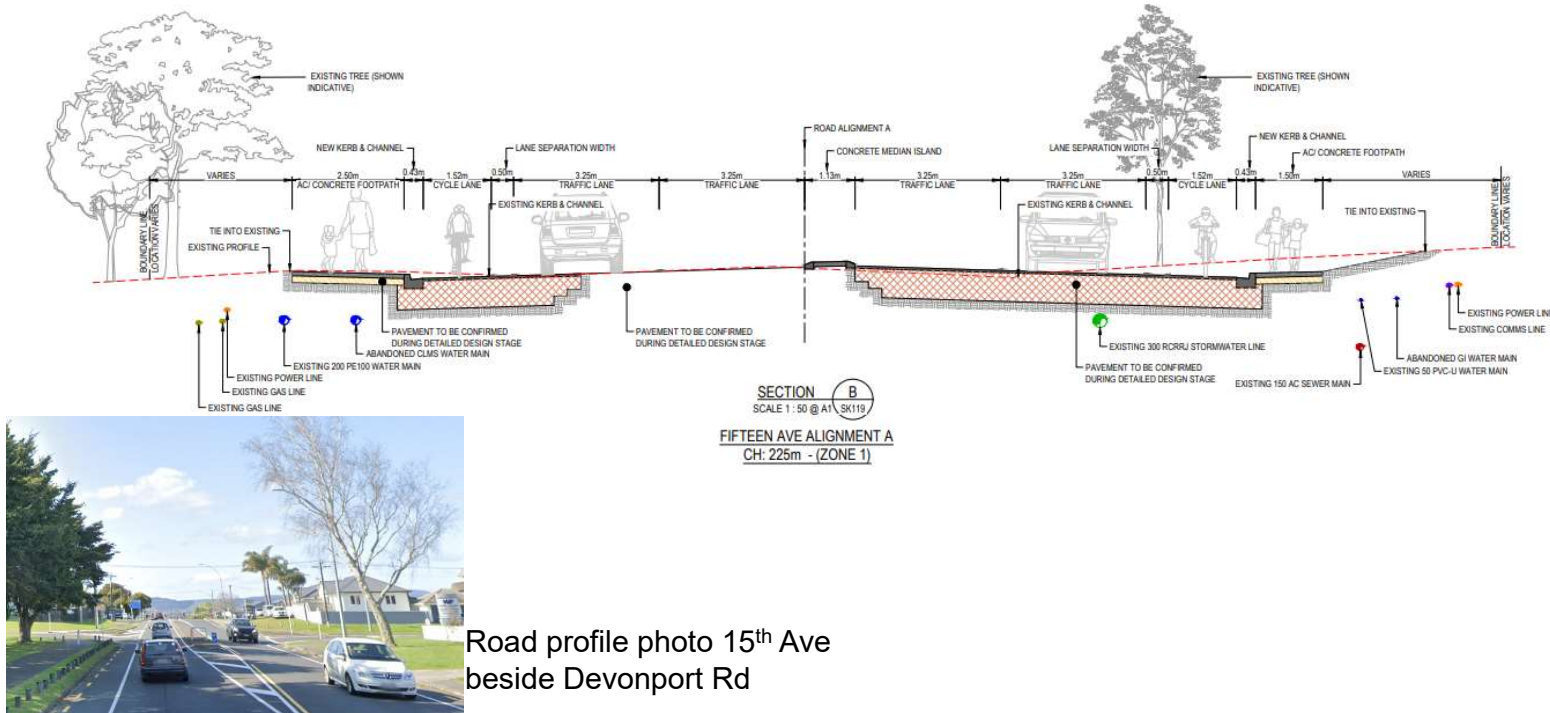 EXISTING TREE (SHOWN
INDICATIVE)
EXISTING TREE (SHOWN
INDICATIVE)
ROAD ALIGNMENT A
NEW KERB & CHANNEL
LANE SEPARATION WIDTH
CONCRETE MEDIAN ISLAND
LANE SEPARATION WIDTH
NEW KERB & CHANNEL
AC/ CONCRETE FOOTPATH
VARIES
2.50m
AC/ CONCRETE FOOTPATH
0.43m
1.52m
CYCLE LANE
0.50m
3.25m
TRAFFIC LANE
3.25m
TRAFFIC LANE
1.13m
3.25m
TRAFFIC LANE
3.25m
TRAFFIC LANE
0.50m
1.52m
CYCLE LANE
0.43m
1.50m
VARIES
EXISTING KERB & CHANNEL
EXISTING KERB & CHANNEL
BOUNDARY LINE
LOCATION VARIES
TIE INTO EXISTING
EXISTING PROFILE
TIE INTO EXISTING
BOUNDARY LINE
LOCATION VARIES
PAVEMENT TO BE CONFIRMED
DURING DETAILED DESIGN STAGE
ABANDONED CLMS WATER MAIN
EXISTING 200 PE100 WATER MAIN
EXISTING POWER LINE
EXISTING GAS LINE
EXISTING GAS LINE
PAVEMENT TO BE CONFIRMED
DURING DETAILED DESIGN STAGE
EXISTING 300 RCRRJ STORMWATER LINE
PAVEMENT TO BE CONFIRMED
DURING DETAILED DESIGN STAGE
EXISTING POWER LINE
EXISTING COMMS LINE
ABANDONED GI WATER MAIN
EXISTING 50 PVC-U WATER MAIN
EXISTING 150 AC SEWER MAIN
SECTION B
SCALE 1 : 50 @ A1 SK119
FIFTEEN AVE ALIGNMENT A
CH: 225m - (ZONE 1)
Road profile photo 15th Ave
beside Devonport Rd